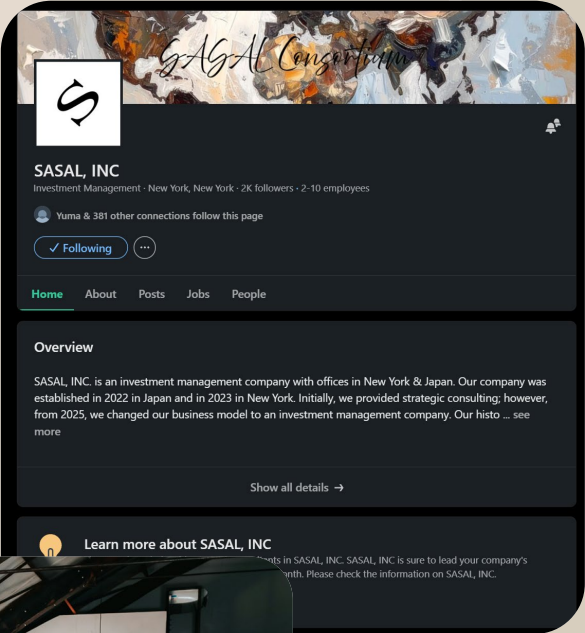 SAGAL Consortium
S
SASAL, INC
Investment Management · New York, New York · 2K followers · 2-10 employees
Yuma & 381 other connections follow this page
✓ Following
···
Home About Posts Jobs People
Overview
SASAL, INC. is an investment management company with offices in New York & Japan. Our company was
established in 2022 in Japan and in 2023 in New York. Initially, we provided strategic consulting; however,
from 2025, we changed our business model to an investment management company. Our histo ... see
more
Show all details →
Learn more about SASAL, INC
in SASAL, INC. SASAL, INC is sure to lead your company's
Please check the information on SASAL, INC.